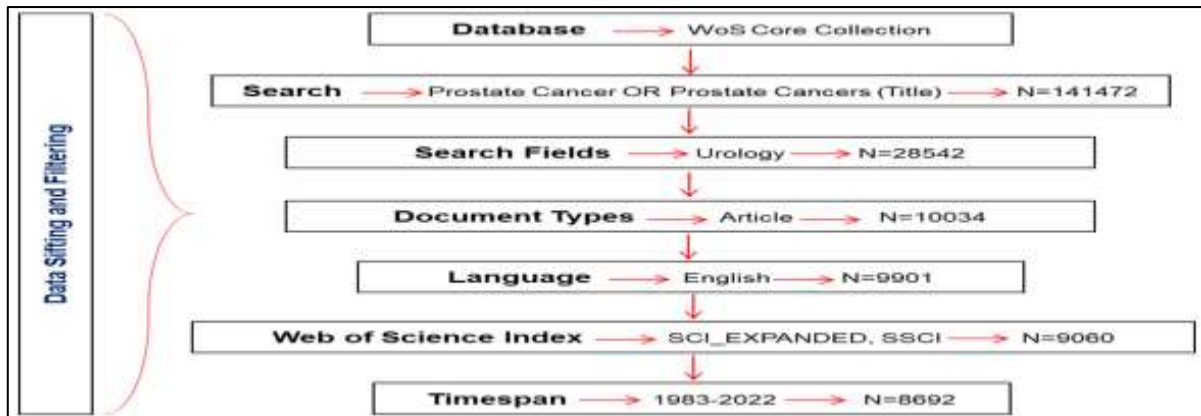 Data Sifting and Filtering
Database → WoS Core Collection
Search → Prostate Cancer OR Prostate Cancers (Title) → N=141472
Search Fields → Urology → N=28542
Document Types → Article → N=10034
Language → English → N=9901
Web of Science Index → SCI_EXPANDED, SSCI → N=9060
Timespan → 1983-2022 → N=8692